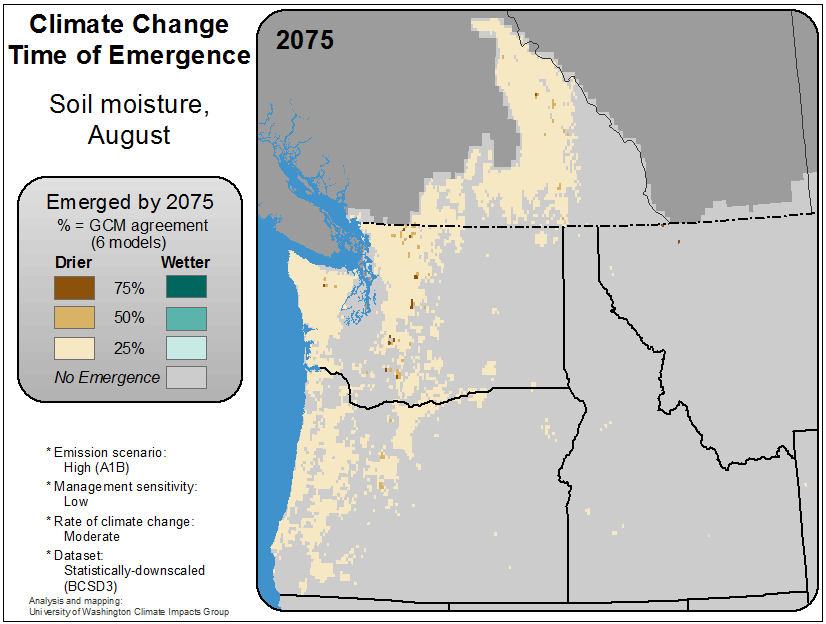 Climate Change
Time of Emergence
Soil moisture,
August
2075
Emerged by 2075
% = GCM agreement
(6 models)
Drier Wetter
75%
50%
25%
No Emergence
* Emission scenario:
High (A1B)
* Management sensitivity:
Low
* Rate of climate change:
Moderate
* Dataset:
Statistically-downscaled
(BCSD3)
Analysis and mapping:
University of Washington Climate Impacts Group